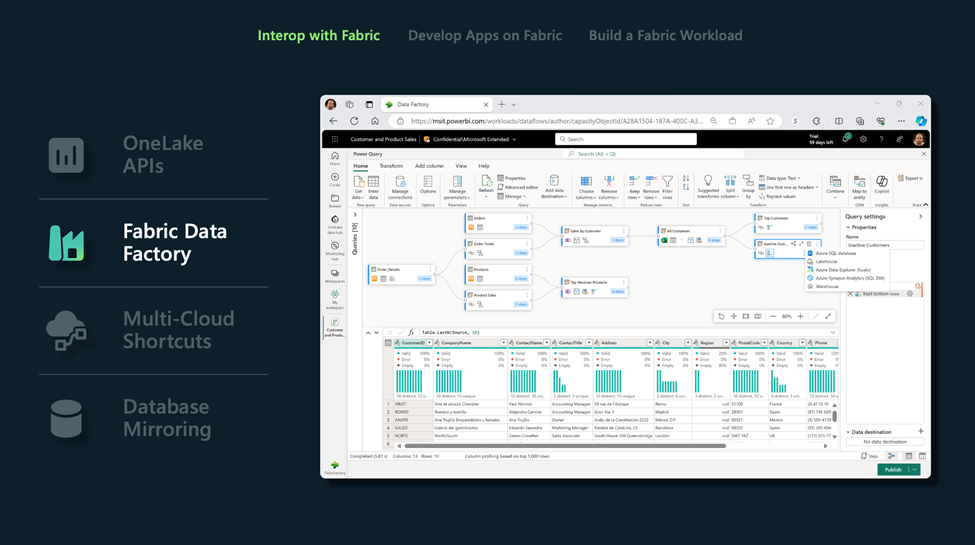 Interop with Fabric Develop Apps on Fabric Build a Fabric Workload
OneLake
APIs
Fabric Data
Factory
Multi-Cloud
Shortcuts
Database
Mirroring
Data Factory
https://msit.powerbi.com/workloads/dataflows/author/capacityObjectId/A28A1504-187A-400C-A3...
Customer and Product Sales Confidential\Microsoft Extended Search Trial
59 days left
Power Query Search (Alt + Q)
Home Transform Add column View Help
Get data Enter data Manage connections Options Manage parameters Refresh Properties
Advanced editor
Manage
Add data destination Choose columns Remove columns Keep rows Remove rows Filter rows Split column Group by Data type: Text
Use first row as headers
Replace values
Combine Map to entity Copilot Export
New query Data sources Options Parameters Query Manage columns Reduce rows Sort Transform CDM Insights Share
Home
Create
Browse
OneLake data hub
Monitoring hub
Workspaces
My workspace
Customer and Produc...
Data Factory
Queries [10]
Orders
2 steps
Order Totals
Order_Details
Products
Product Sales
Sales by Customer
Top Revenue Products
All Customers
Top Customers
Inactive Cust...
Azure SQL database
Lakehouse
Azure Data Explorer (Kusto)
Azure Synapse Analytics (SQL DW)
Warehouse
Query settings
Properties
Name
Inactive Customers
Kept bottom rows
80%
Table.LastN(Source, 10)
CustomerID CompanyName ContactName ContactTitle Address City Region PostalCode Country Phone
Valid 100%
Error 0%
Empty 0%
1 VINET Vins et alcools Chevalier Paul Henriot Accounting Manager 59 rue de l'Abbaye Reims null 51100 France
2 ROMEY Romero y tomillo Alejandra Camino Accounting Manager Gran Vía, 1 Madrid null 28001 Spain
3 ANATR Ana Trujillo Emparedados y helados Ana Trujillo Owner Avda. de la Constitución 2222 México D.F. null 05021 Mexico
4 GALED Galería del gastrónomo Eduardo Saavedra Marketing Manager Rambla de Cataluña, 23 Barcelona null 08022 Spain
5 NORTS North/South Simon Crowther Sales Associate South House 300 Queensbridge London null SW7 1RZ UK
6
Completed (5.81 s) Columns: 13 Rows: 10 Column profiling based on top 1,000 rows
Data destination
No data destination
Step
Publish